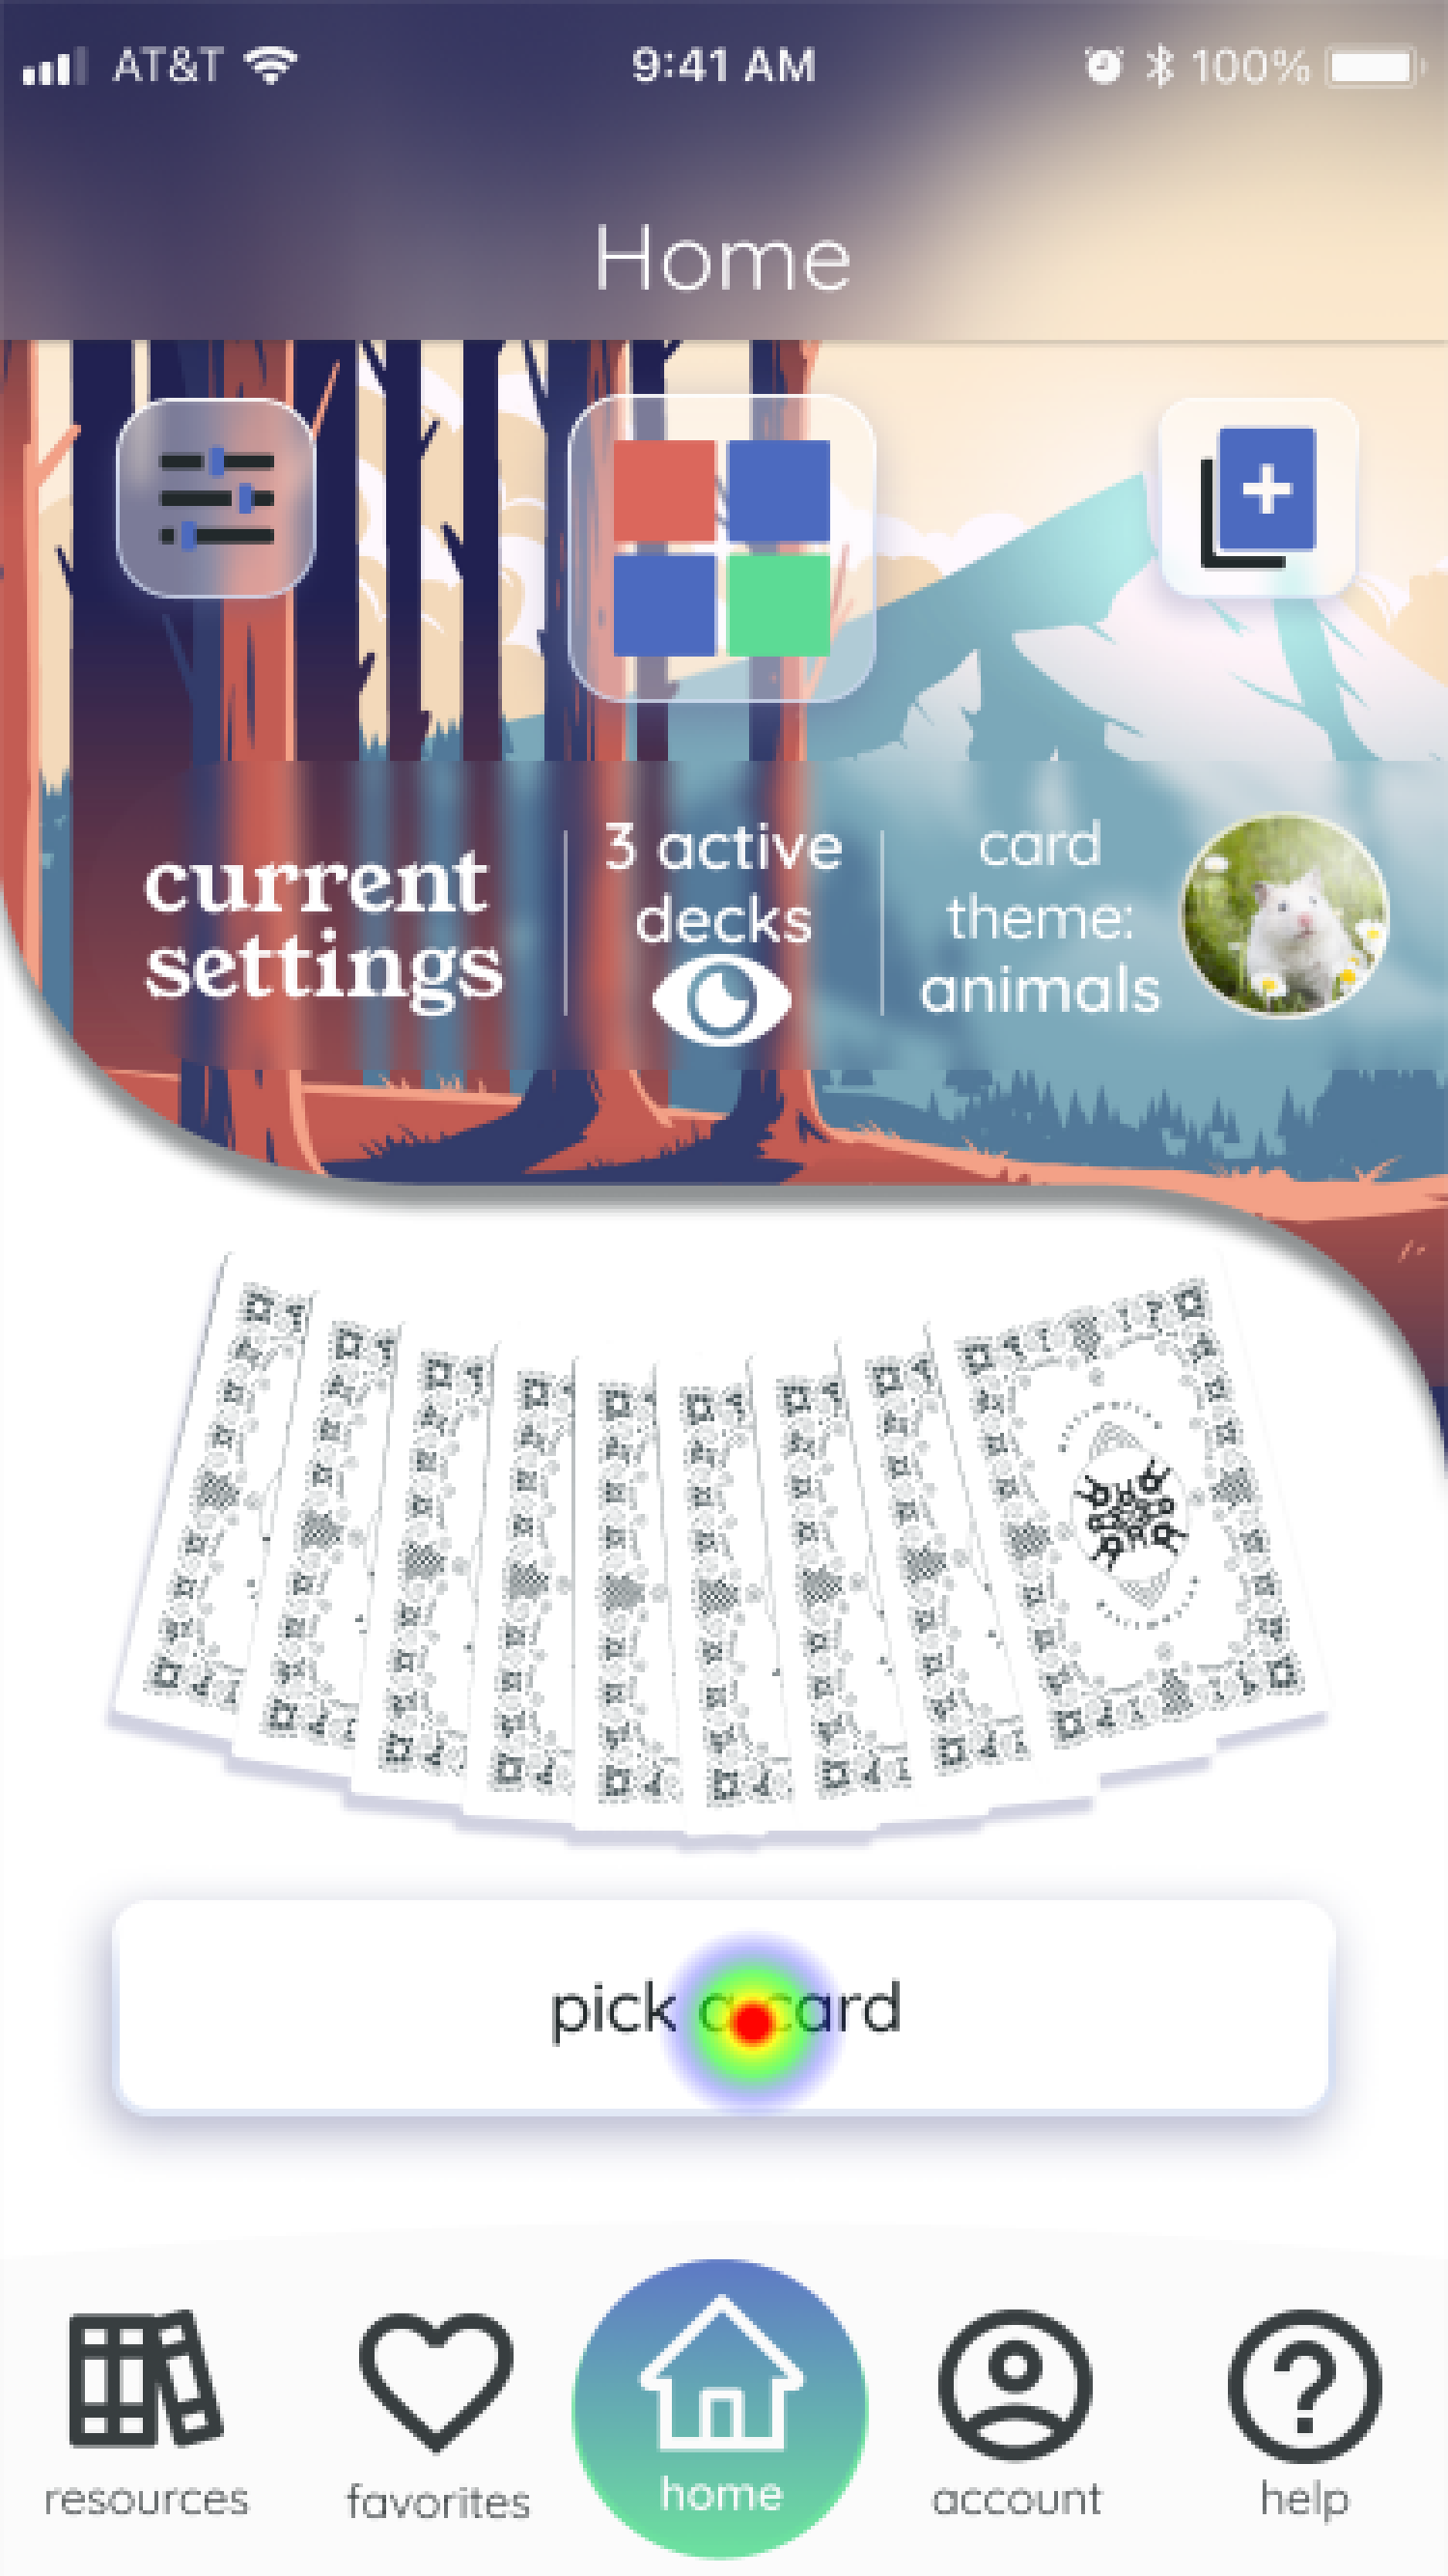 AT&T 9:41 AM 100%
Home
current
settings
3 active
decks
card
theme:
animals
pick a card
resources favorites home account help